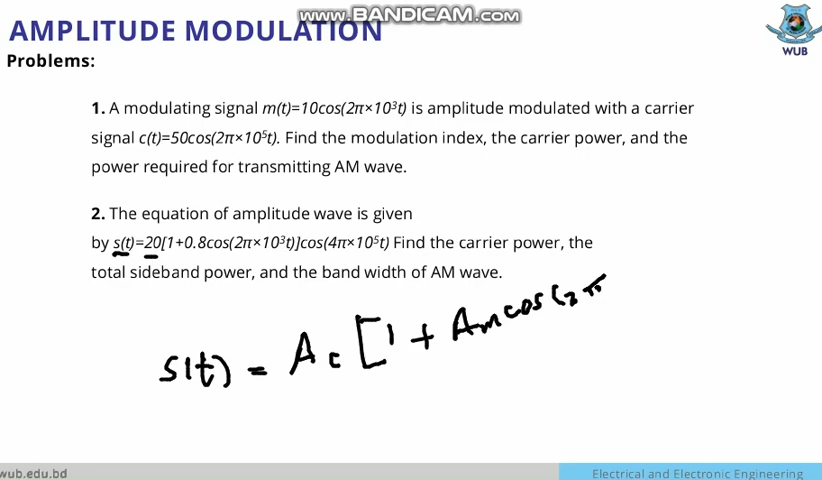 www.BANDICAM.com
AMPLITUDE MODULATION
WUB
Problems:
1. A modulating signal m(t)=10cos(2π×10³t) is amplitude modulated with a carrier
signal c(t)=50cos(2π×10⁵t). Find the modulation index, the carrier power, and the
power required for transmitting AM wave.
2. The equation of amplitude wave is given
by s(t)=20[1+0.8cos(2π×10³t)]cos(4π×10⁵t) Find the carrier power, the
total sideband power, and the band width of AM wave.
s(t) = Ac [1 + Am cos(2π
wub.edu.bd
Electrical and Electronic Engineering